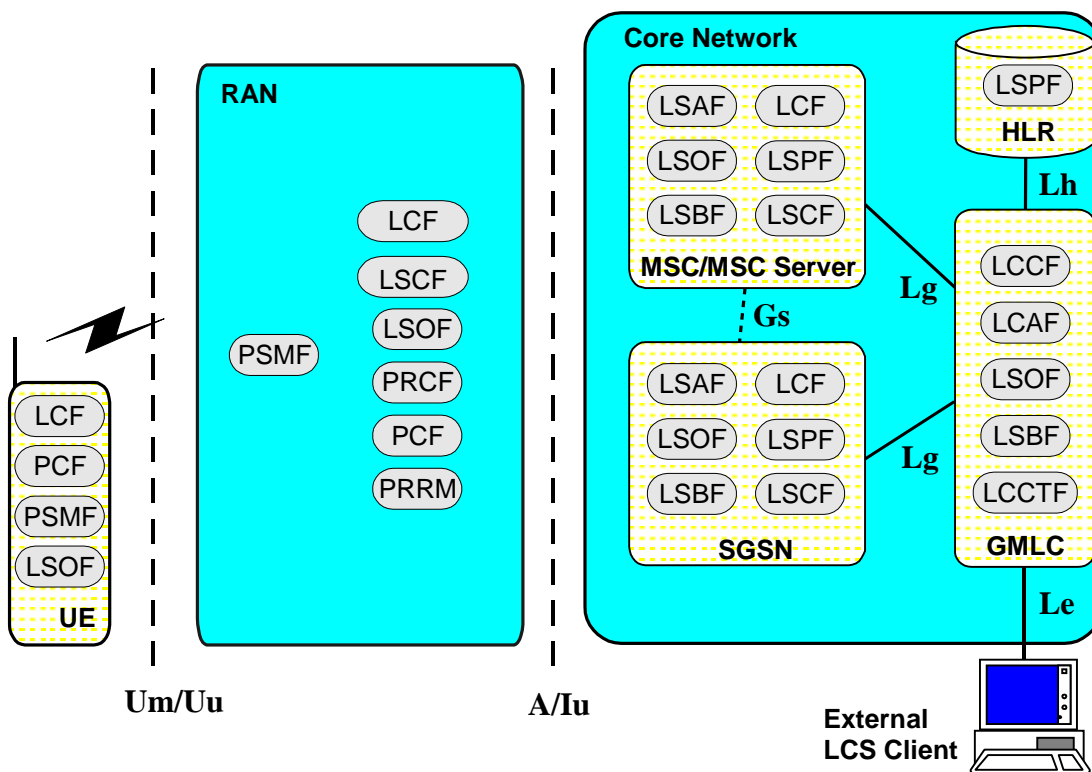 Core Network
RAN
LSPF
HLR
LSAF LCF
LSOF LSPF
LSBF LSCF
MSC/MSC Server
Lh
LCF
LSCF
LSOF
PRCF
PCF
PRRM
PSMF
Lg
Gs
LCCF
LCAF
LSOF
LSBF
LCCTF
GMLC
LSAF LCF
LSOF LSPF
LSBF LSCF
SGSN
Lg
LCF
PCF
PSMF
LSOF
UE
Le
Um/Uu
A/Iu
External
LCS Client